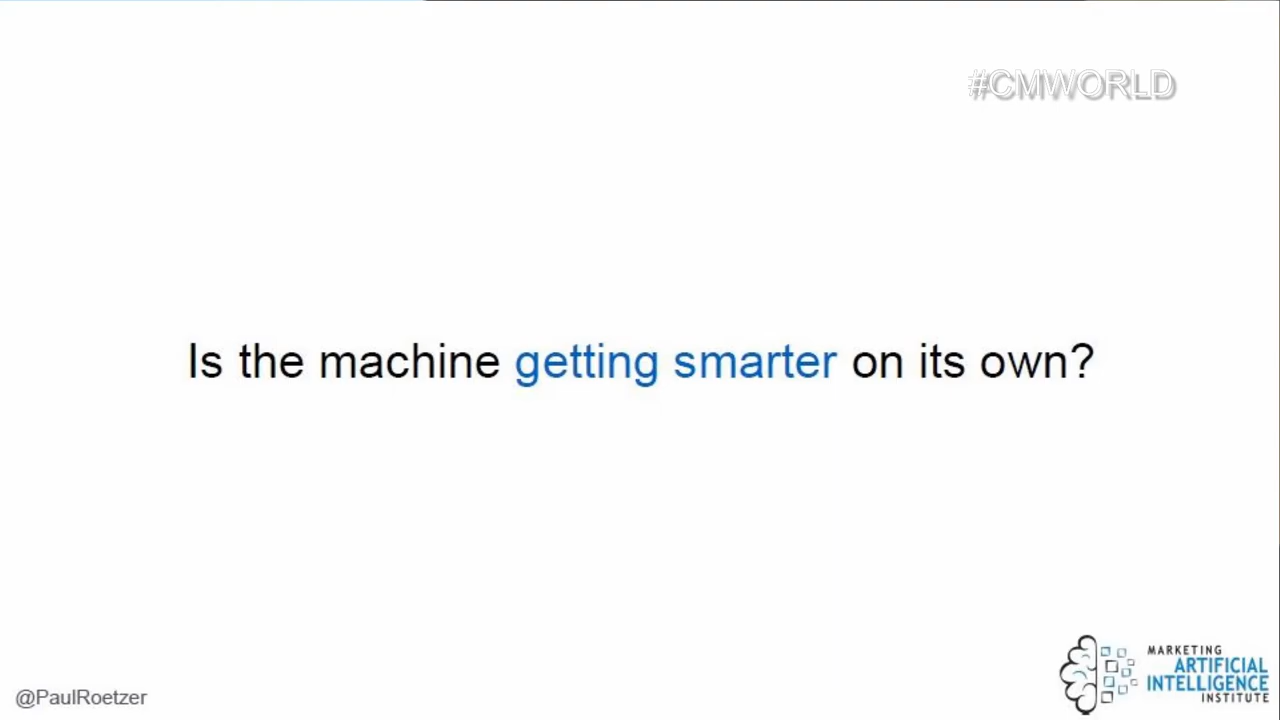 #CMWORLD
Is the machine getting smarter on its own?
@PaulRoetzer
MARKETING
ARTIFICIAL
INTELLIGENCE
INSTITUTE